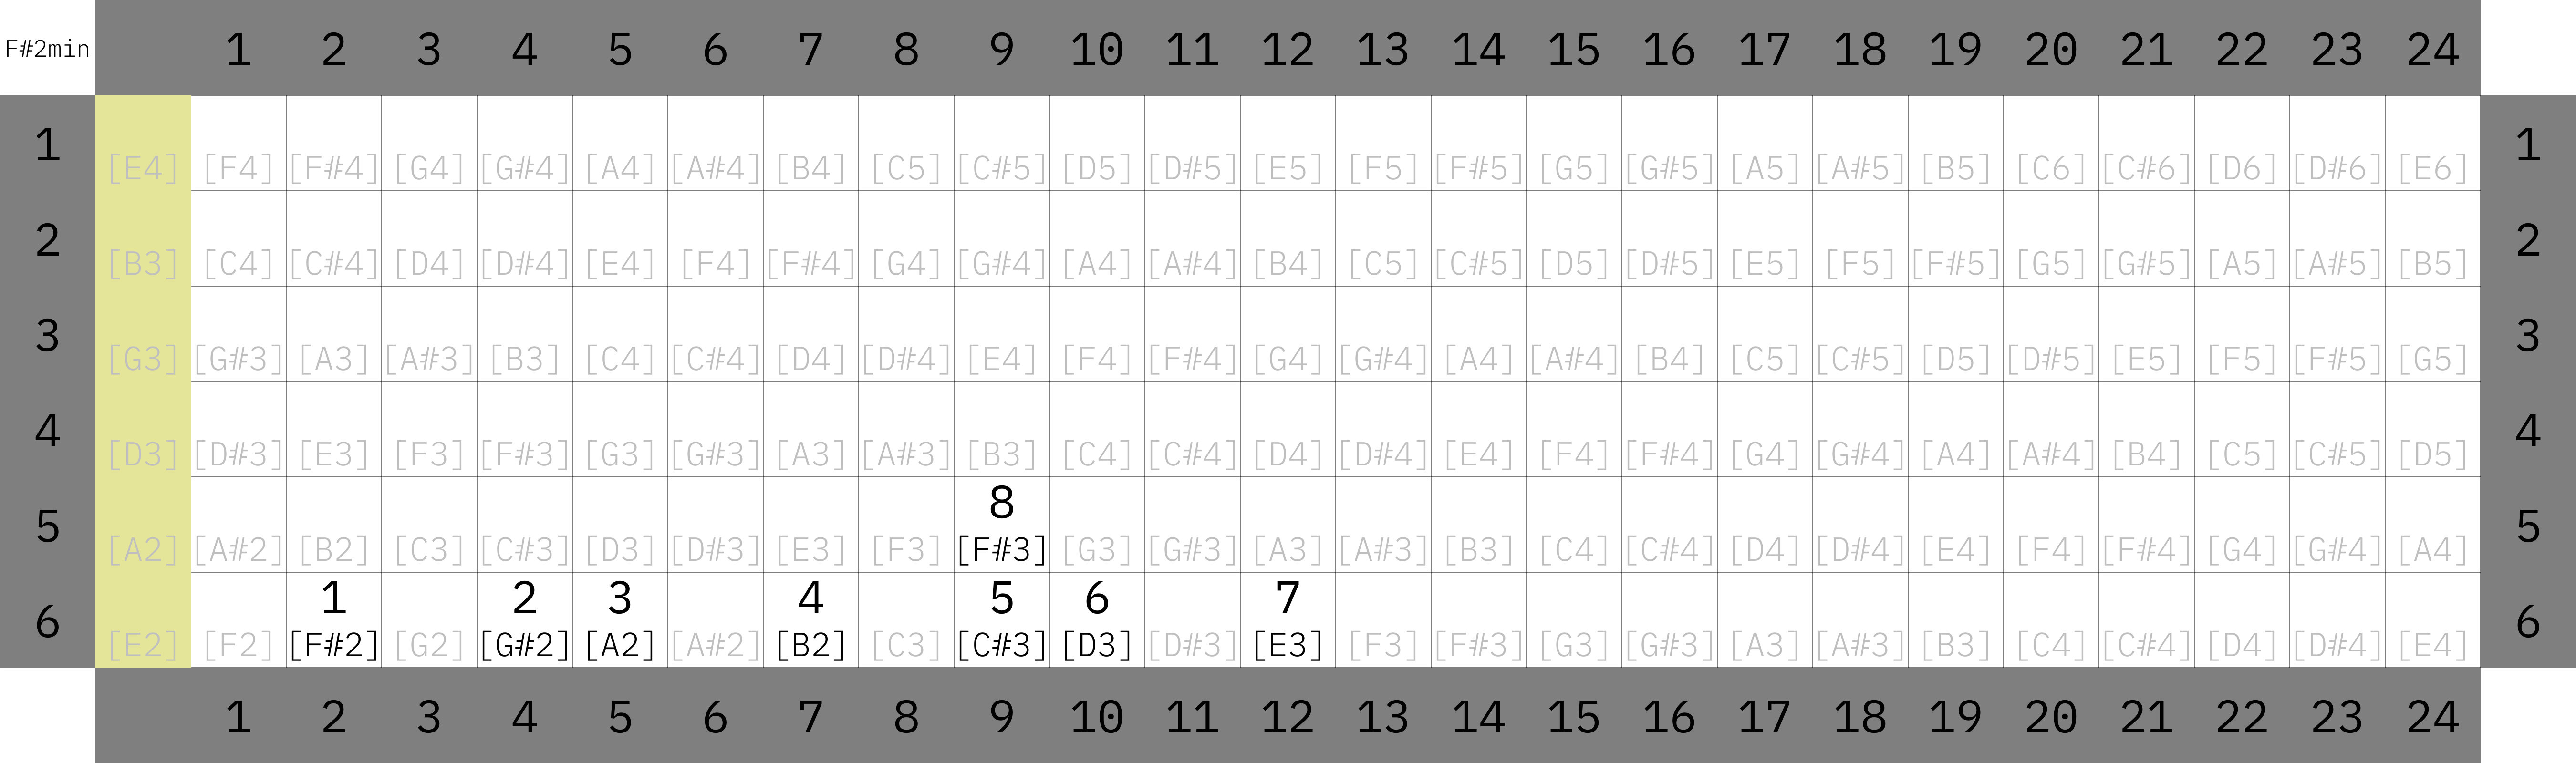 F#2min 1 2 3 4 5 6 7 8 9 10 11 12 13 14 15 16 17 18 19 20 21 22 23 24
1 [E4] [F4] [F#4] [G4] [G#4] [A4] [A#4] [B4] [C5] [C#5] [D5] [D#5] [E5] [F5] [F#5] [G5] [G#5] [A5] [A#5] [B5] [C6] [C#6] [D6] [D#6] [E6] 1
2 [B3] [C4] [C#4] [D4] [D#4] [E4] [F4] [F#4] [G4] [G#4] [A4] [A#4] [B4] [C5] [C#5] [D5] [D#5] [E5] [F5] [F#5] [G5] [G#5] [A5] [A#5] [B5] 2
3 [G3] [G#3] [A3] [A#3] [B3] [C4] [C#4] [D4] [D#4] [E4] [F4] [F#4] [G4] [G#4] [A4] [A#4] [B4] [C5] [C#5] [D5] [D#5] [E5] [F5] [F#5] [G5] 3
4 [D3] [D#3] [E3] [F3] [F#3] [G3] [G#3] [A3] [A#3] [B3] [C4] [C#4] [D4] [D#4] [E4] [F4] [F#4] [G4] [G#4] [A4] [A#4] [B4] [C5] [C#5] [D5] 4
8
5 [A2] [A#2] [B2] [C3] [C#3] [D3] [D#3] [E3] [F3] [F#3] [G3] [G#3] [A3] [A#3] [B3] [C4] [C#4] [D4] [D#4] [E4] [F4] [F#4] [G4] [G#4] [A4] 5
1 2 3 4 5 6 7
6 [E2] [F2] [F#2] [G2] [G#2] [A2] [A#2] [B2] [C3] [C#3] [D3] [D#3] [E3] [F3] [F#3] [G3] [G#3] [A3] [A#3] [B3] [C4] [C#4] [D4] [D#4] [E4] 6
1 2 3 4 5 6 7 8 9 10 11 12 13 14 15 16 17 18 19 20 21 22 23 24